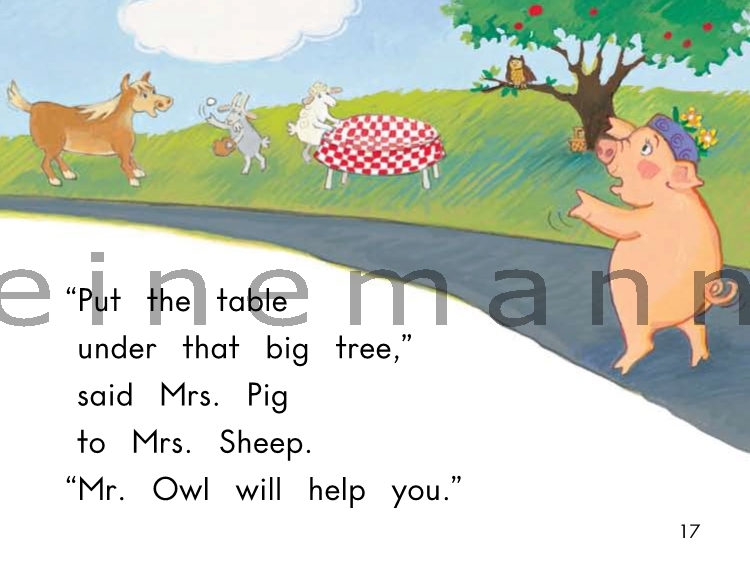 einemann
“Put the table
under that big tree,”
said Mrs. Pig
to Mrs. Sheep.
“Mr. Owl will help you.”
17